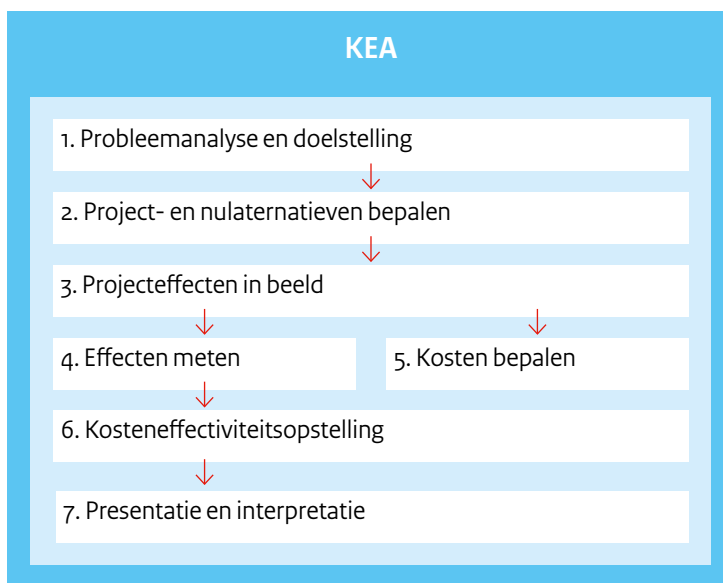 KEA
1. Probleemanalyse en doelstelling
2. Project- en nulaternatieven bepalen
3. Projecteffecten in beeld
4. Effecten meten
5. Kosten bepalen
6. Kosteneffectiviteitsopstelling
7. Presentatie en interpretatie